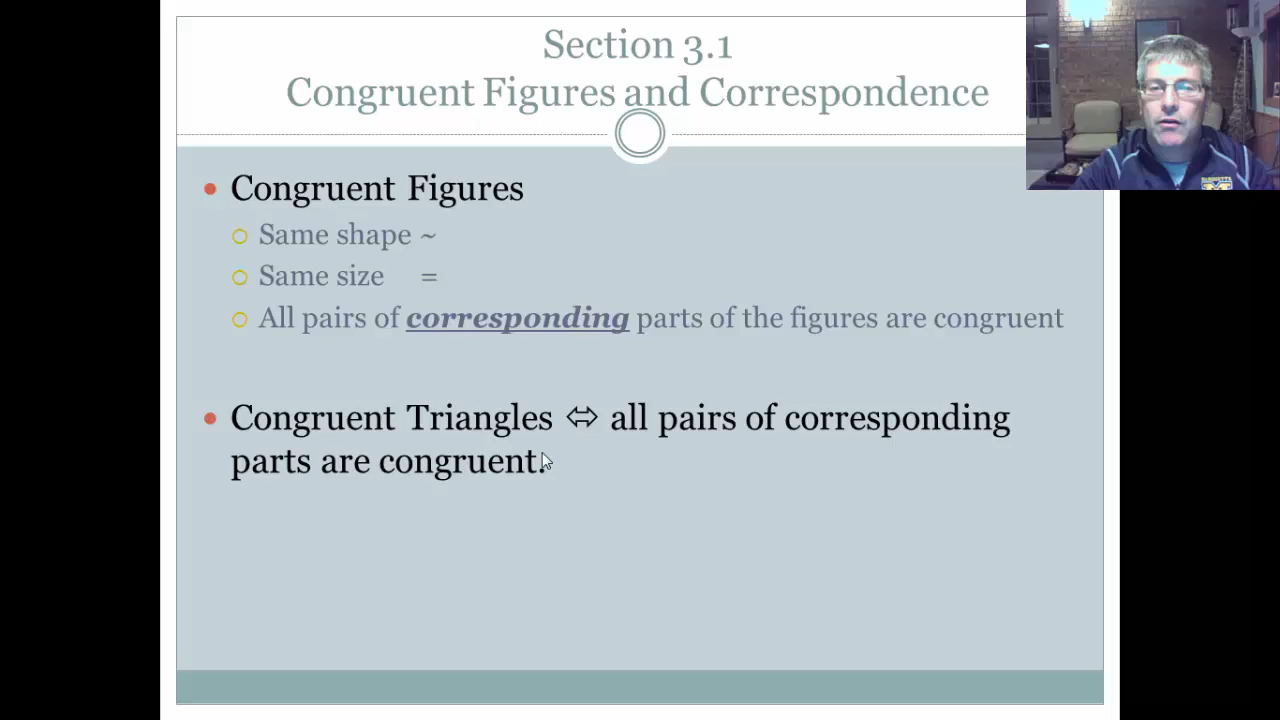 Section 3.1
Congruent Figures and Correspondence
Congruent Figures
Same shape ~
Same size =
All pairs of corresponding parts of the figures are congruent
Congruent Triangles ⇔ all pairs of corresponding
parts are congruent.